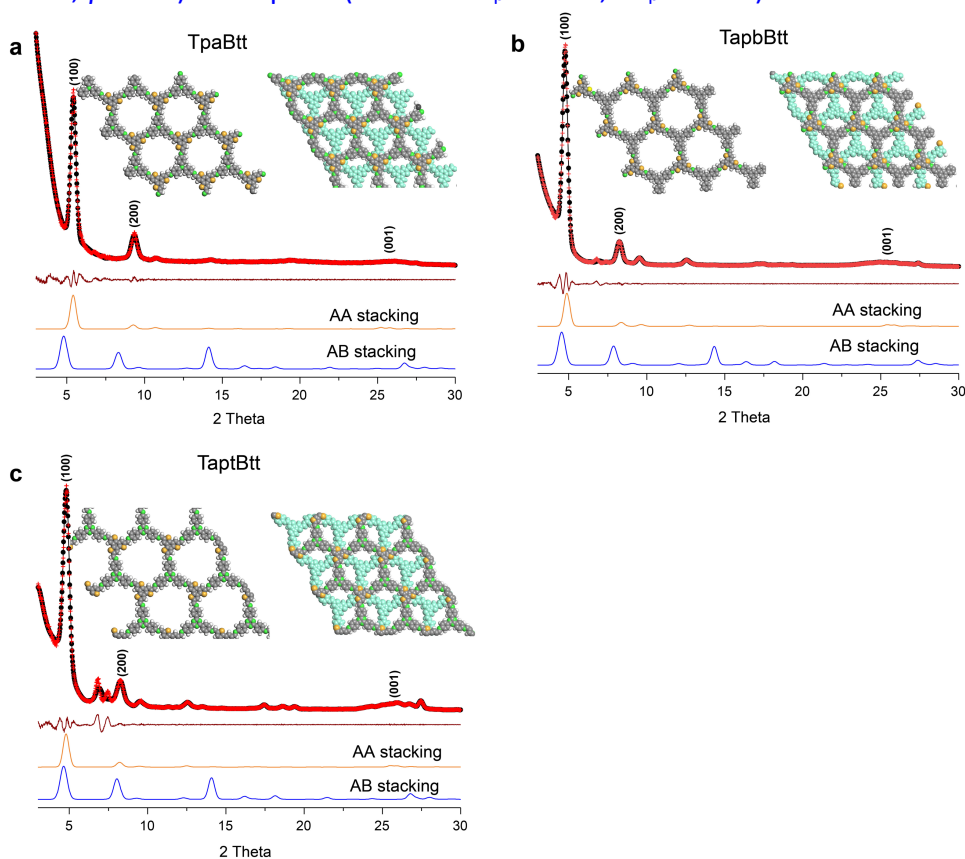 a
TpaBtt
(100)
(200)
(001)
AA stacking
AB stacking
5
10
15
20
25
30
2 Theta
b
TapbBtt
(100)
(200)
(001)
AA stacking
AB stacking
5
10
15
20
25
30
2 Theta
c
TaptBtt
(100)
(200)
(001)
AA stacking
AB stacking
5
10
15
20
25
30
2 Theta